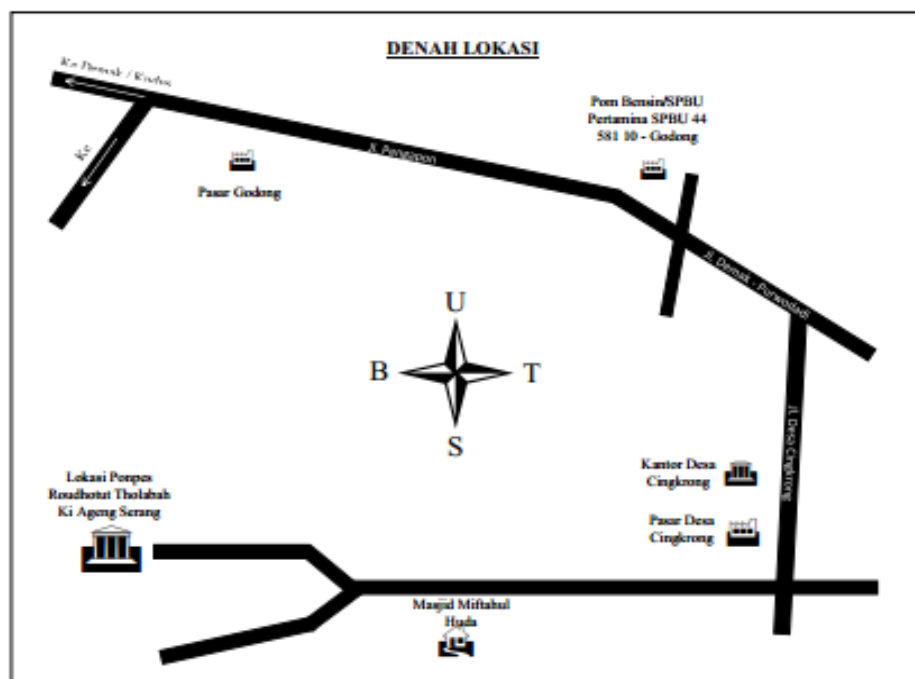 DENAH LOKASI
Ke Demak / Kudus
Ke
Jl. Pengapon
Pasar Godong
Pom Bensin/SPBU
Pertamina SPBU 44
581 10 - Godong
Jl. Demak - Purwodadi
U
B
T
S
Jl. Desa Cingkrong
Lokasi Ponpes
Roudhotut Tholabah
Ki Ageng Serang
Kantor Desa
Cingkrong
Pasar Desa
Cingkrong
Masjid Miftahul
Huda